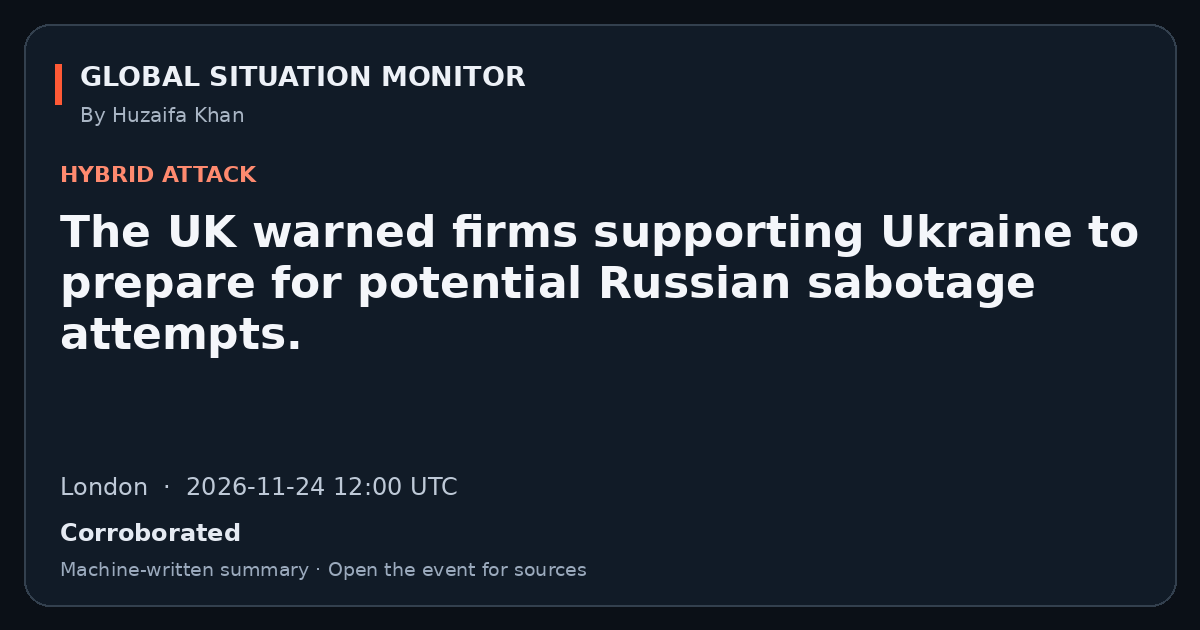 GLOBAL SITUATION MONITOR
By Huzaifa Khan
HYBRID ATTACK
The UK warned firms supporting Ukraine to
prepare for potential Russian sabotage
attempts.
London · 2026-11-24 12:00 UTC
Corroborated
Machine-written summary · Open the event for sources